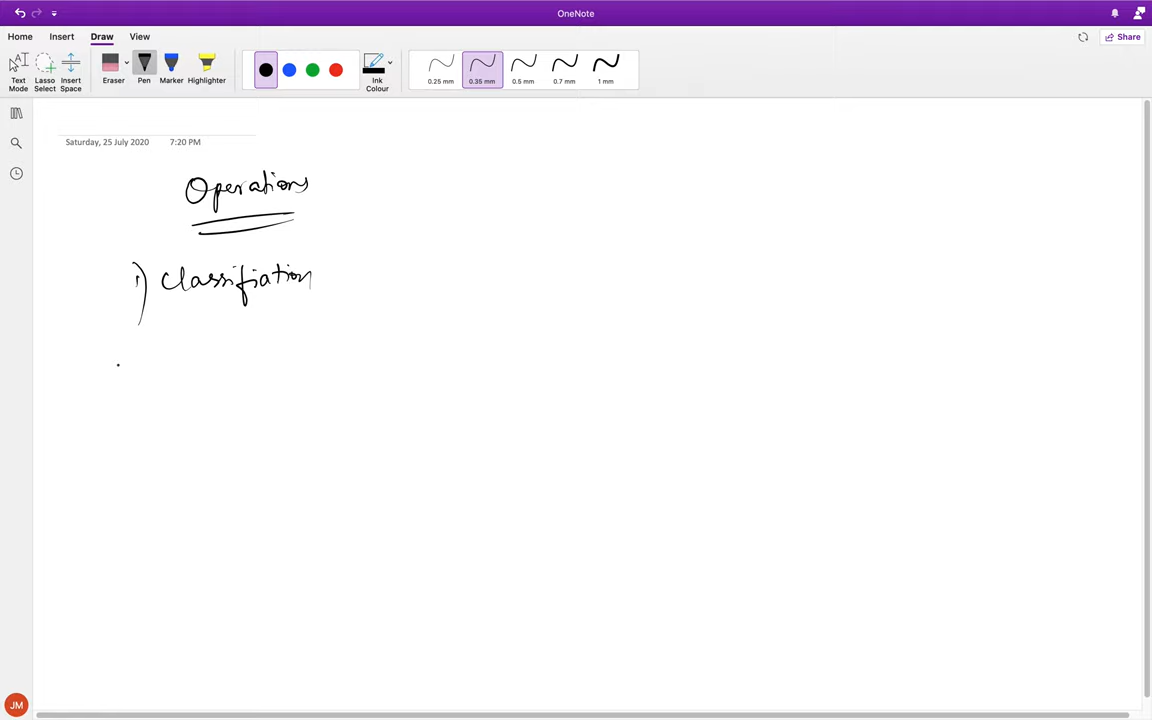 OneNote
Home Insert Draw View
Share
Text Mode Lasso Select Insert Space Eraser Pen Marker Highlighter Ink Colour 0.25 mm 0.35 mm 0.5 mm 0.7 mm 1 mm
Saturday, 25 July 2020 7:20 PM
Operations
1) Classifiation
JM